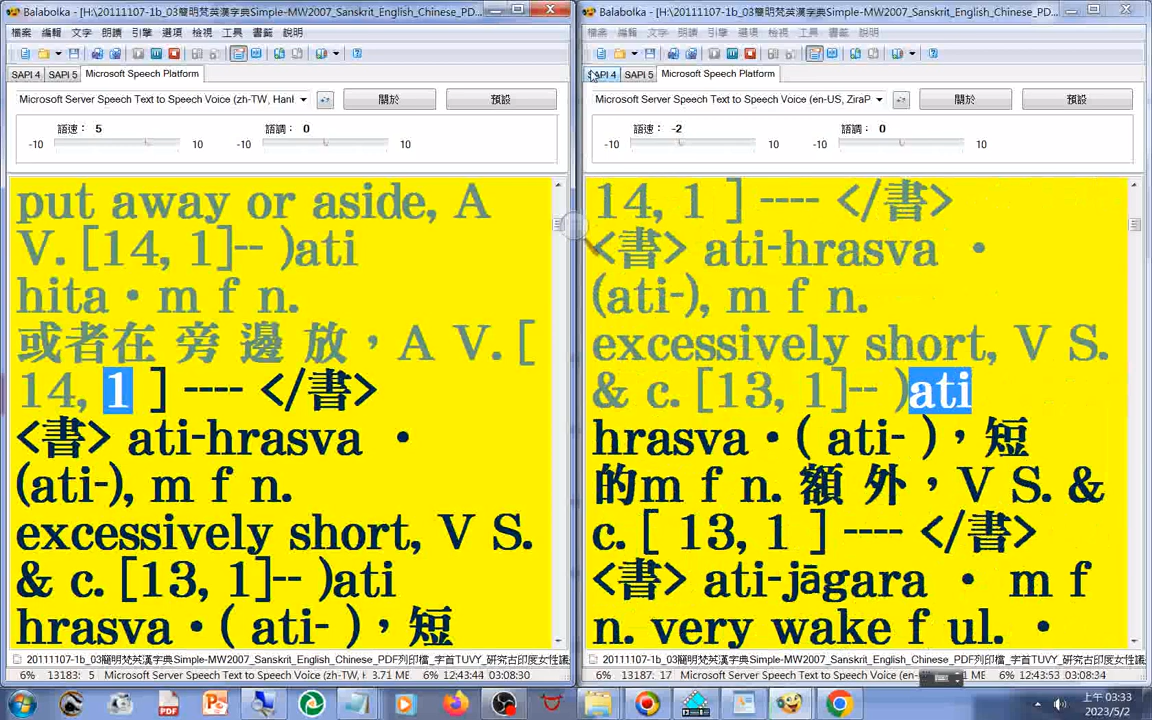 Balabolka - [H:\20111107-1b_03簡明梵英漢字典Simple-MW2007_Sanskrit_English_Chinese_PD...
檔案 編輯 文字 朗讀 引擎 選項 檢視 工具 書籤 說明
SAPI 4 SAPI 5 Microsoft Speech Platform
Microsoft Server Speech Text to Speech Voice (zh-TW, Hanl
關於 預設
語速: 5 語調: 0
-10 10 -10 10
put away or aside, A
V. [14, 1]-- )ati
hita • m f n.
或者在 旁 邊 放，A V. [
14, 1 ] ---- </書>
<書> ati-hrasva •
(ati-), m f n.
excessively short, V S.
& c. [13, 1]-- )ati
hrasva • ( ati- )，短
20111107-1b_03簡明梵英漢字典Simple-MW2007_Sanskrit_English_Chinese_PDF列印檔_字首TUVY_研究古印度女性議
6% 13183: 5 Microsoft Server Speech Text to Speech Voice (zh-TW, H 3.71 ME 6% 12:43:44 03:08:30
Balabolka - [H:\20111107-1b_03簡明梵英漢字典Simple-MW2007_Sanskrit_English_Chinese_PD...
檔案 編輯 文字 朗讀 引擎 選項 檢視 工具 書籤 說明
SAPI 4 SAPI 5 Microsoft Speech Platform
Microsoft Server Speech Text to Speech Voice (en-US, ZiraP
關於 預設
語速: -2 語調: 0
-10 10 -10 10
14, 1 ] ---- </書>
<書> ati-hrasva •
(ati-), m f n.
excessively short, V S.
& c. [13, 1]-- )ati
hrasva • ( ati- )，短
的m f n. 額 外，V S. &
c. [ 13, 1 ] ---- </書>
<書> ati-jāgara • m f
n. very wake f ul. •
20111107-1b_03簡明梵英漢字典Simple-MW2007_Sanskrit_English_Chinese_PDF列印檔_字首TUVY_研究古印度女性議
6% 13187: 17 Microsoft Server Speech Text to Speech 1 ME 6% 12:43:53 03:08:34
上午 03:33
2023/5/2